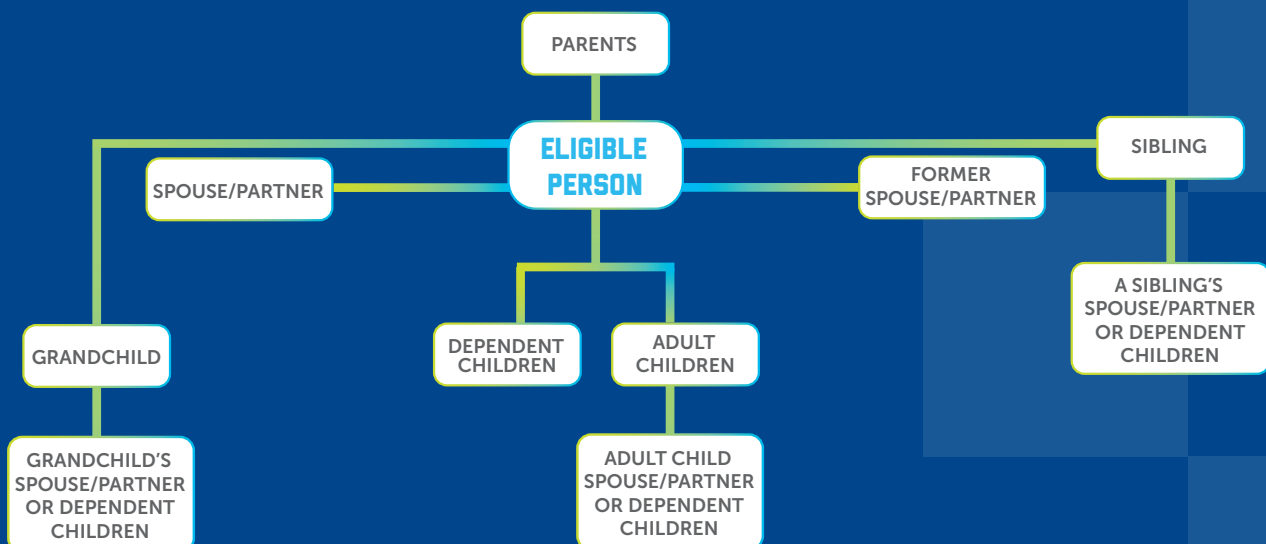 PARENTS
ELIGIBLE
PERSON
SIBLING
SPOUSE/PARTNER
FORMER
SPOUSE/PARTNER
A SIBLING'S
SPOUSE/PARTNER
OR DEPENDENT
CHILDREN
GRANDCHILD
DEPENDENT
CHILDREN
ADULT
CHILDREN
GRANDCHILD'S
SPOUSE/PARTNER
OR DEPENDENT
CHILDREN
ADULT CHILD
SPOUSE/PARTNER
OR DEPENDENT
CHILDREN